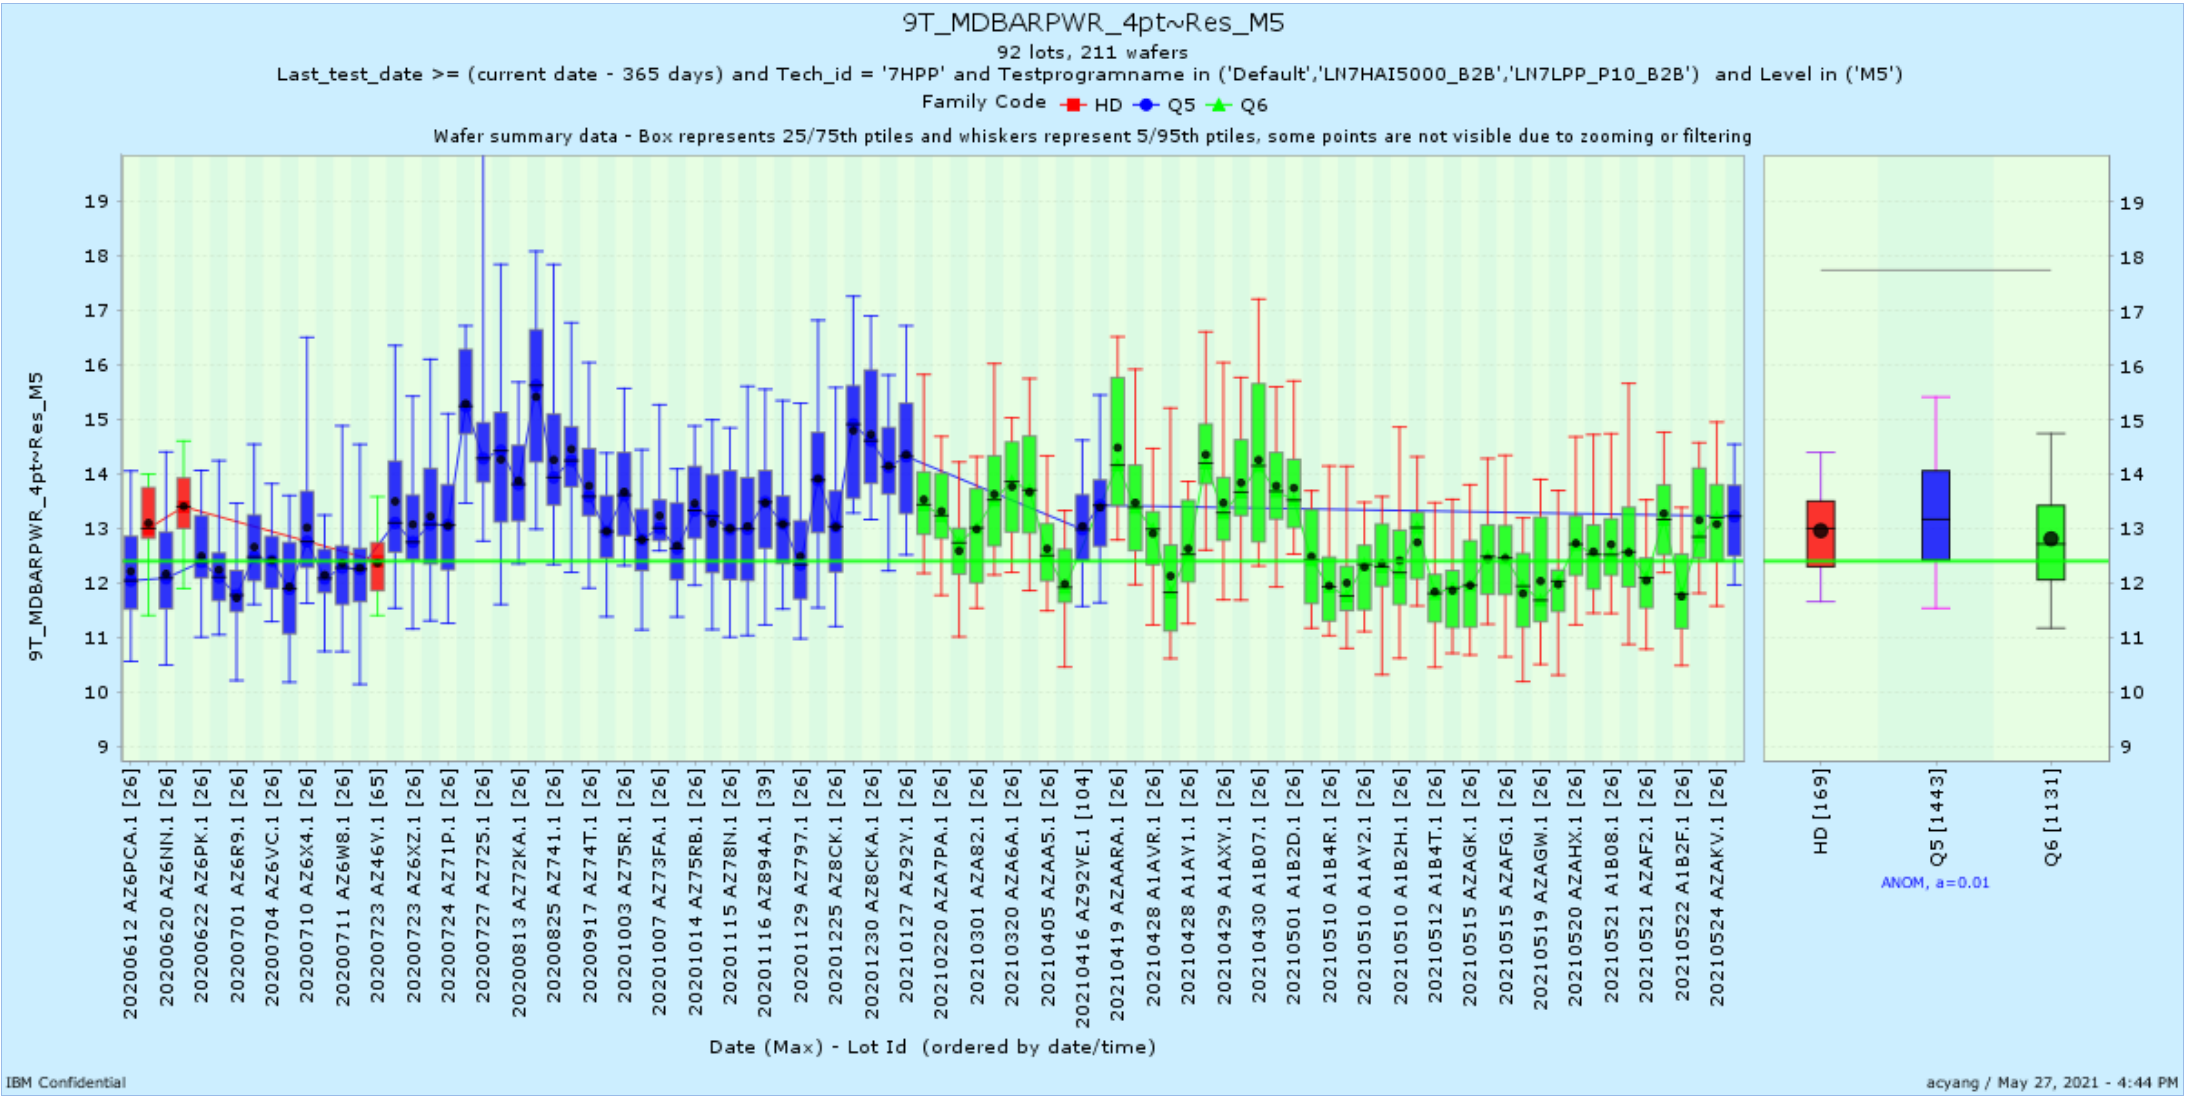 9T_MDBARPWR_4pt~Res_M5
92 lots, 211 wafers
Last_test_date >= (current date - 365 days) and Tech_id = '7HPP' and Testprogramname in ('Default','LN7HAI5000_B2B','LN7LPP_P10_B2B')  and Level in ('M5')
Family Code HD Q5 Q6
Wafer summary data - Box represents 25/75th ptiles and whiskers represent 5/95th ptiles, some points are not visible due to zooming or filtering
9T_MDBARPWR_4pt~Res_M5
19
18
17
16
15
14
13
12
11
10
9
19
18
17
16
15
14
13
12
11
10
9
20200612 AZ6PCA.1 [26]
20200620 AZ6NN.1 [26]
20200622 AZ6PK.1 [26]
20200701 AZ6R9.1 [26]
20200704 AZ6VC.1 [26]
20200710 AZ6X4.1 [26]
20200711 AZ6W8.1 [26]
20200723 AZ46Y.1 [65]
20200723 AZ6XZ.1 [26]
20200724 AZ71P.1 [26]
20200727 AZ725.1 [26]
20200813 AZ72KA.1 [26]
20200825 AZ741.1 [26]
20200917 AZ74T.1 [26]
20201003 AZ75R.1 [26]
20201007 AZ73FA.1 [26]
20201014 AZ75RB.1 [26]
20201115 AZ78N.1 [26]
20201116 AZ894A.1 [39]
20201129 AZ797.1 [26]
20201225 AZ8CK.1 [26]
20201230 AZ8CKA.1 [26]
20210127 AZ92Y.1 [26]
20210220 AZA7PA.1 [26]
20210301 AZA82.1 [26]
20210320 AZA6A.1 [26]
20210405 AZAA5.1 [26]
20210416 AZ92YE.1 [104]
20210419 AZAARA.1 [26]
20210428 A1AVR.1 [26]
20210428 A1AY1.1 [26]
20210429 A1AXY.1 [26]
20210430 A1B07.1 [26]
20210501 A1B2D.1 [26]
20210510 A1B4R.1 [26]
20210510 A1AY2.1 [26]
20210510 A1B2H.1 [26]
20210512 A1B4T.1 [26]
20210515 AZAGK.1 [26]
20210515 AZAFG.1 [26]
20210519 AZAGW.1 [26]
20210520 AZAHX.1 [26]
20210521 A1B08.1 [26]
20210521 AZAF2.1 [26]
20210522 A1B2F.1 [26]
20210524 AZAKV.1 [26]
HD [169]
Q5 [1443]
Q6 [1131]
ANOM, a=0.01
Date (Max) - Lot Id  (ordered by date/time)
IBM Confidential
acyang / May 27, 2021 - 4:44 PM